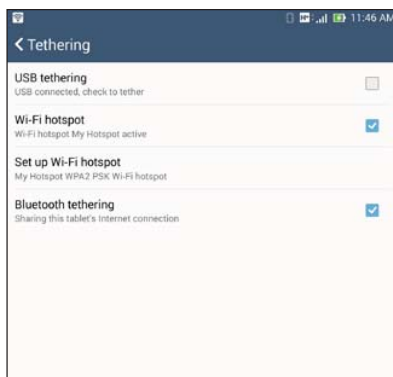 11:46 AM
Tethering
USB tethering
USB connected, check to tether
Wi-Fi hotspot
Wi-Fi hotspot My Hotspot active
Set up Wi-Fi hotspot
My Hotspot WPA2 PSK Wi-Fi hotspot
Bluetooth tethering
Sharing this tablet's Internet connection